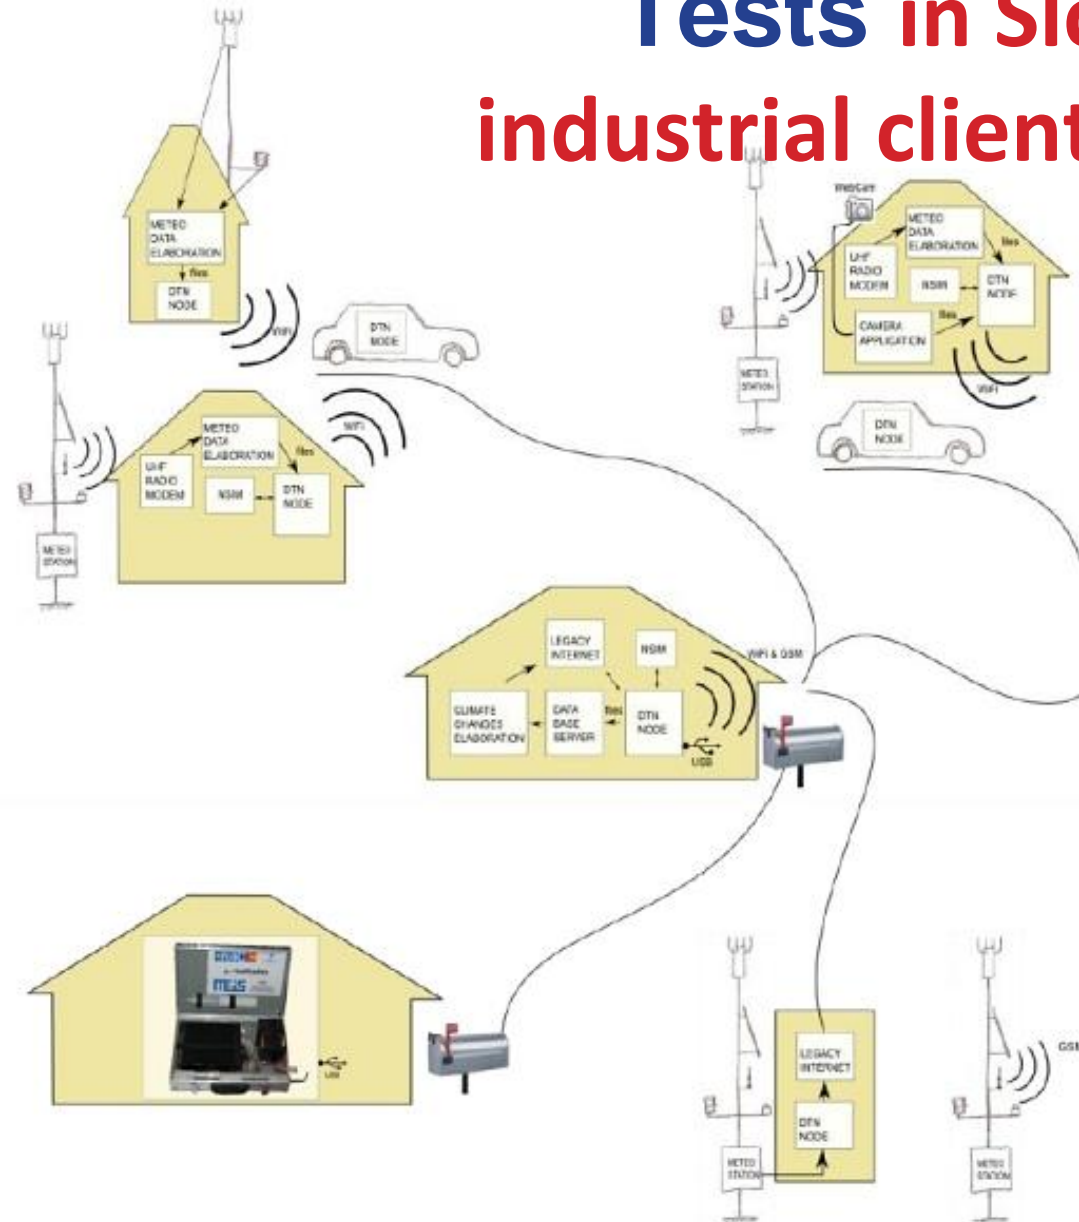 Tests in Slo
industrial client
METEO
DATA
ELABORATION
files
DTN
NODE
WiFi
DTN
NODE
WEBCAM
METEO
DATA
ELABORATION
files
UHF
RADIO
MODEM
NSIM
DTN
NODE
files
CAMERA
APPLICATION
WiFi
METEO
STATION
DTN
NODE
WiFi
METEO
DATA
ELABORATION
files
UHF
RADIO
MODEM
NSIM
DTN
NODE
METEO
STATION
LEGACY
INTERNET
NSIM
WiFi & GSM
CLIMATE
CHANGES
ELABORATION
DATA
BASE
SERVER
files
DTN
NODE
USB
MEIS
USB
LEGACY
INTERNET
DTN
NODE
METEO
STATION
GSM
METEO
STATION